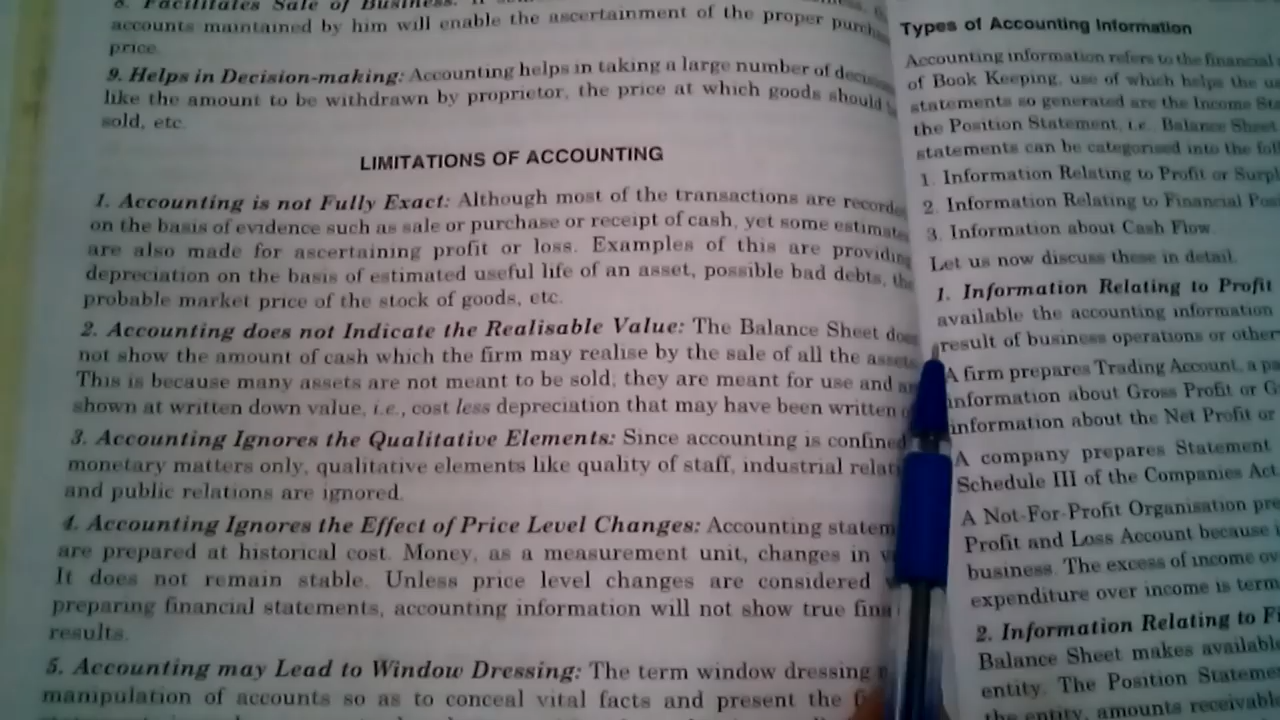 8. Facilitates Sale of Business:
accounts maintained by him will enable the ascertainment of the proper
price.
9. Helps in Decision-making: Accounting helps in taking a large number of
like the amount to be withdrawn by proprietor, the price at which goods should
sold, etc.
LIMITATIONS OF ACCOUNTING
1. Accounting is not Fully Exact: Although most of the transactions are
on the basis of evidence such as sale or purchase or receipt of cash, yet some
are also made for ascertaining profit or loss. Examples of this are providing
depreciation on the basis of estimated useful life of an asset, possible bad debts,
probable market price of the stock of goods, etc.
2. Accounting does not Indicate the Realisable Value: The Balance Sheet
not show the amount of cash which the firm may realise by the sale of all the
This is because many assets are not meant to be sold, they are meant for use and
shown at written down value, i.e., cost less depreciation that may have been written
3. Accounting Ignores the Qualitative Elements: Since accounting is confined
monetary matters only, qualitative elements like quality of staff, industrial
and public relations are ignored.
4. Accounting Ignores the Effect of Price Level Changes: Accounting
are prepared at historical cost. Money, as a measurement unit, changes in
It does not remain stable. Unless price level changes are considered
preparing financial statements, accounting information will not show true
results.
5. Accounting may Lead to Window Dressing: The term window dressing
manipulation of accounts so as to conceal vital facts and present the
Types of Accounting Information
Accounting information refers to the financial
of Book Keeping, use of which helps the
statements so generated are the Income
the Position Statement, i.e. Balance Sheet
statements can be categorised into the
1. Information Relating to Profit or
2. Information Relating to Financial
3. Information about Cash Flow.
Let us now discuss these in detail.
1. Information Relating to Profit
available the accounting information
result of business operations or other
A firm prepares Trading Account, a
information about Gross Profit or
information about the Net Profit or
A company prepares Statement
Schedule III of the Companies Act
A Not-For-Profit Organisation
Profit and Loss Account because
business. The excess of income
expenditure over income is
2. Information Relating to
Balance Sheet makes
entity. The Position
the entity, amounts